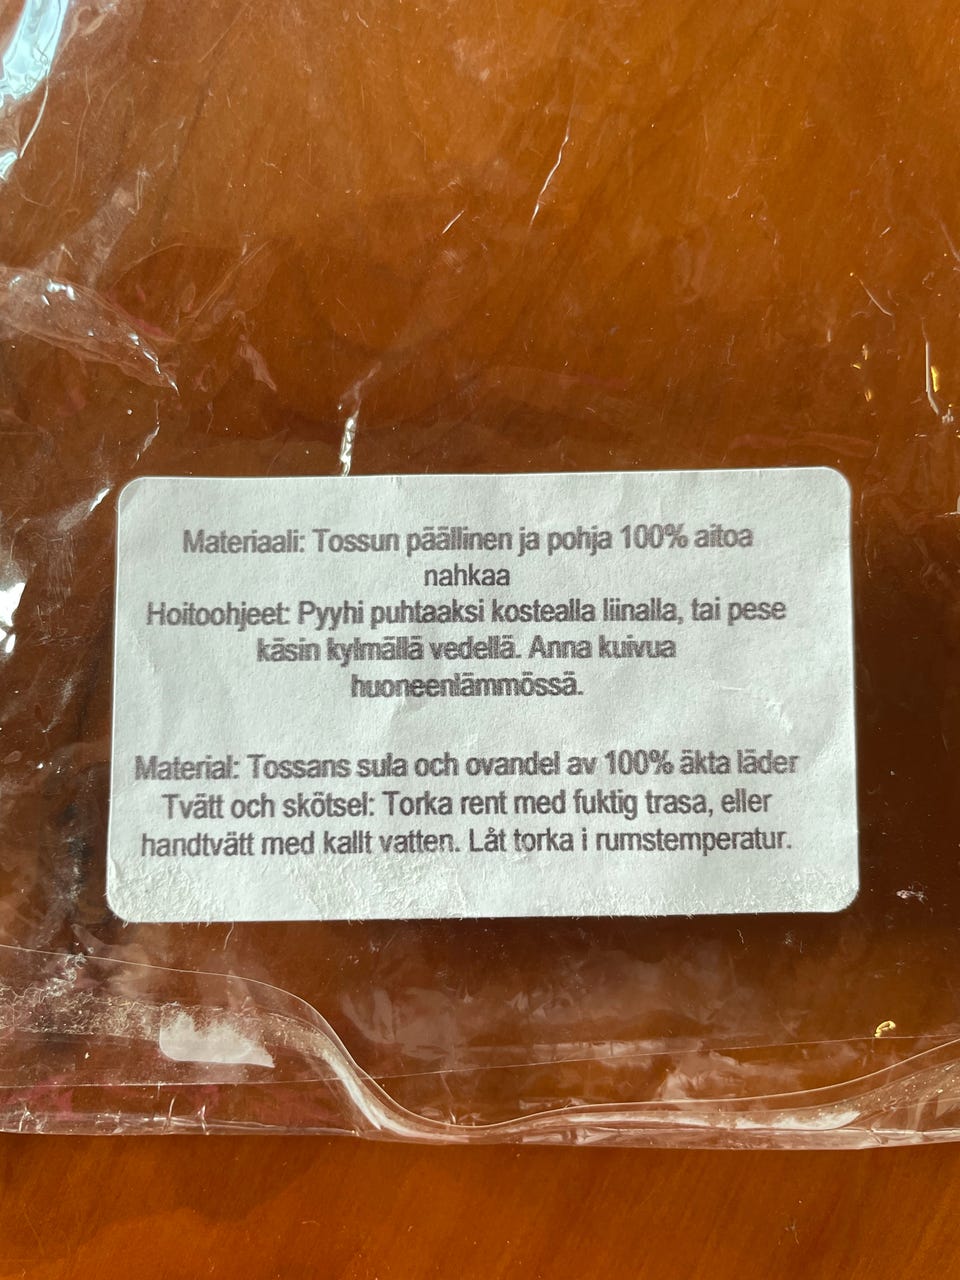 Materiaali: Tossun päällinen ja pohja 100% aitoa
nahkaa
Hoitoohjeet: Pyyhi puhtaaksi kostealla liinalla, tai pese
käsin kylmällä vedellä. Anna kuivua
huoneenlämmössä.
Material: Tossans sula och ovandel av 100% äkta läder
Tvätt och skötsel: Torka rent med fuktig trasa, eller
handtvätt med kallt vatten. Låt torka i rumstemperatur.